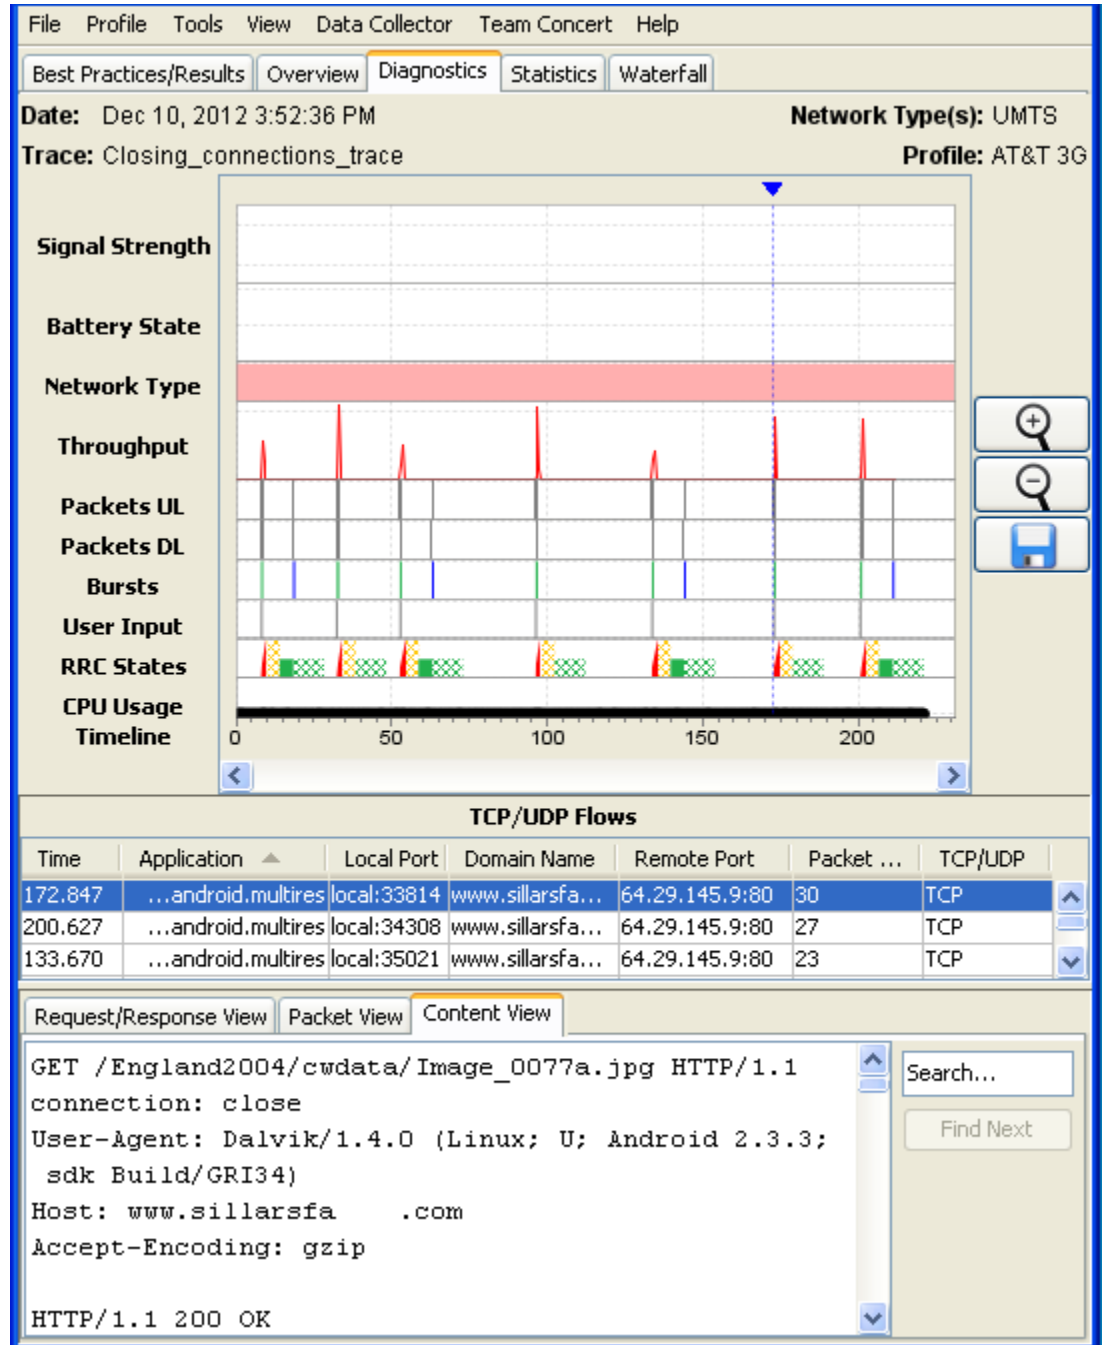 File Profile Tools View Data Collector Team Concert Help
Best Practices/Results Overview Diagnostics Statistics Waterfall
Date: Dec 10, 2012 3:52:36 PM Network Type(s): UMTS
Trace: Closing_connections_trace Profile: AT&T 3G
Signal Strength
Battery State
Network Type
Throughput
Packets UL
Packets DL
Bursts
User Input
RRC States
CPU Usage
Timeline 0 50 100 150 200
TCP/UDP Flows
Time Application Local Port Domain Name Remote Port Packet ... TCP/UDP
172.847 ...android.multires local:33814 www.sillarsfa... 64.29.145.9:80 30 TCP
200.627 ...android.multires local:34308 www.sillarsfa... 64.29.145.9:80 27 TCP
133.670 ...android.multires local:35021 www.sillarsfa... 64.29.145.9:80 23 TCP
Request/Response View Packet View Content View
GET /England2004/cwdata/Image_0077a.jpg HTTP/1.1 Search...
connection: close
User-Agent: Dalvik/1.4.0 (Linux; U; Android 2.3.3; Find Next
sdk Build/GRI34)
Host: www.sillarsfa .com
Accept-Encoding: gzip
HTTP/1.1 200 OK